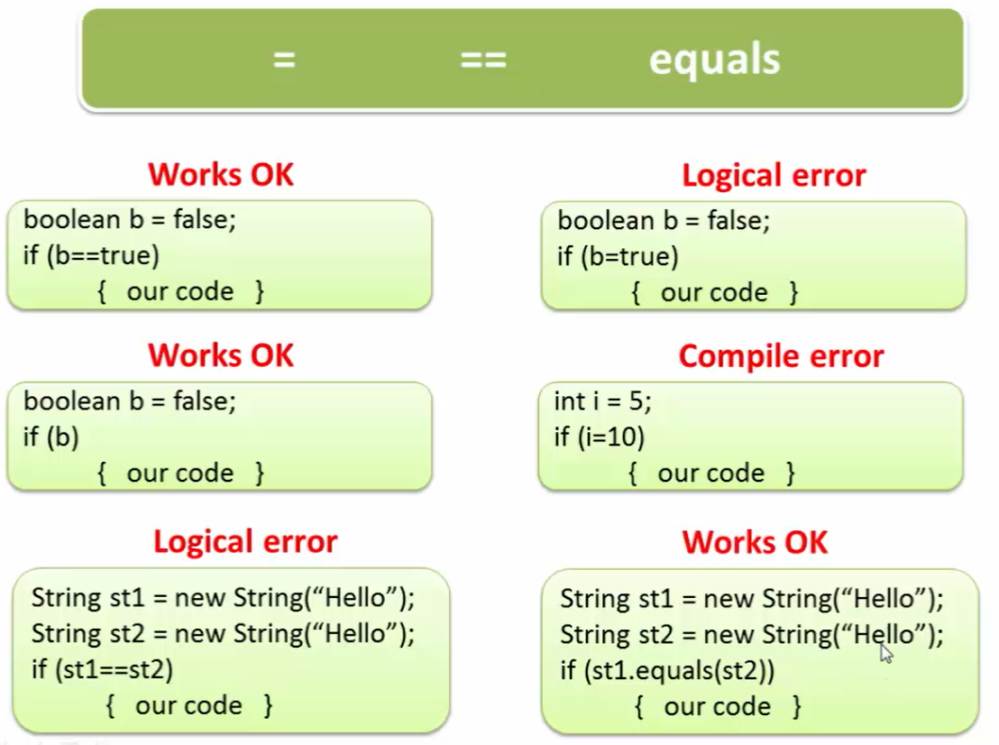 = == equals
Works OK
boolean b = false;
if (b==true)
{ our code }
Logical error
boolean b = false;
if (b=true)
{ our code }
Works OK
boolean b = false;
if (b)
{ our code }
Compile error
int i = 5;
if (i=10)
{ our code }
Logical error
String st1 = new String(“Hello”);
String st2 = new String(“Hello”);
if (st1==st2)
{ our code }
Works OK
String st1 = new String(“Hello”);
String st2 = new String(“Hello”);
if (st1.equals(st2))
{ our code }